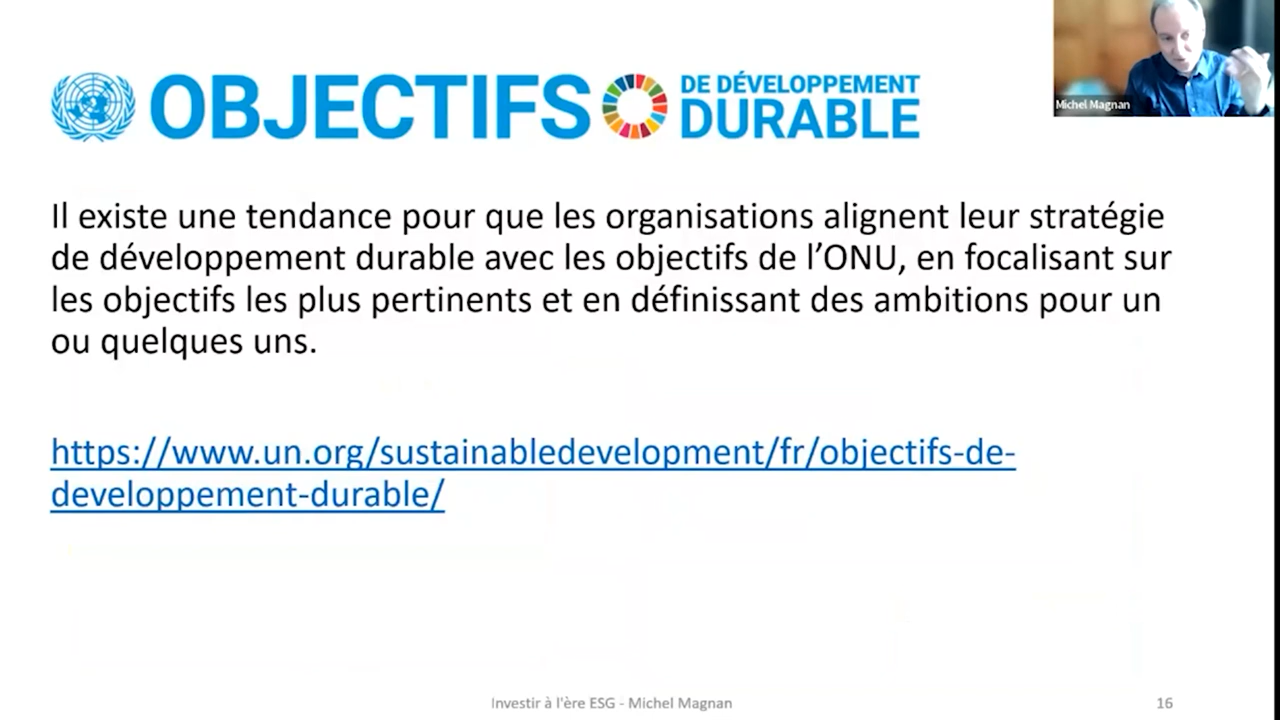 OBJECTIFS DE DÉVELOPPEMENT DURABLE
Michel Magnan
Il existe une tendance pour que les organisations alignent leur stratégie
de développement durable avec les objectifs de l’ONU, en focalisant sur
les objectifs les plus pertinents et en définissant des ambitions pour un
ou quelques uns.
https://www.un.org/sustainabledevelopment/fr/objectifs-de-
developpement-durable/
Investir à l'ère ESG - Michel Magnan
16